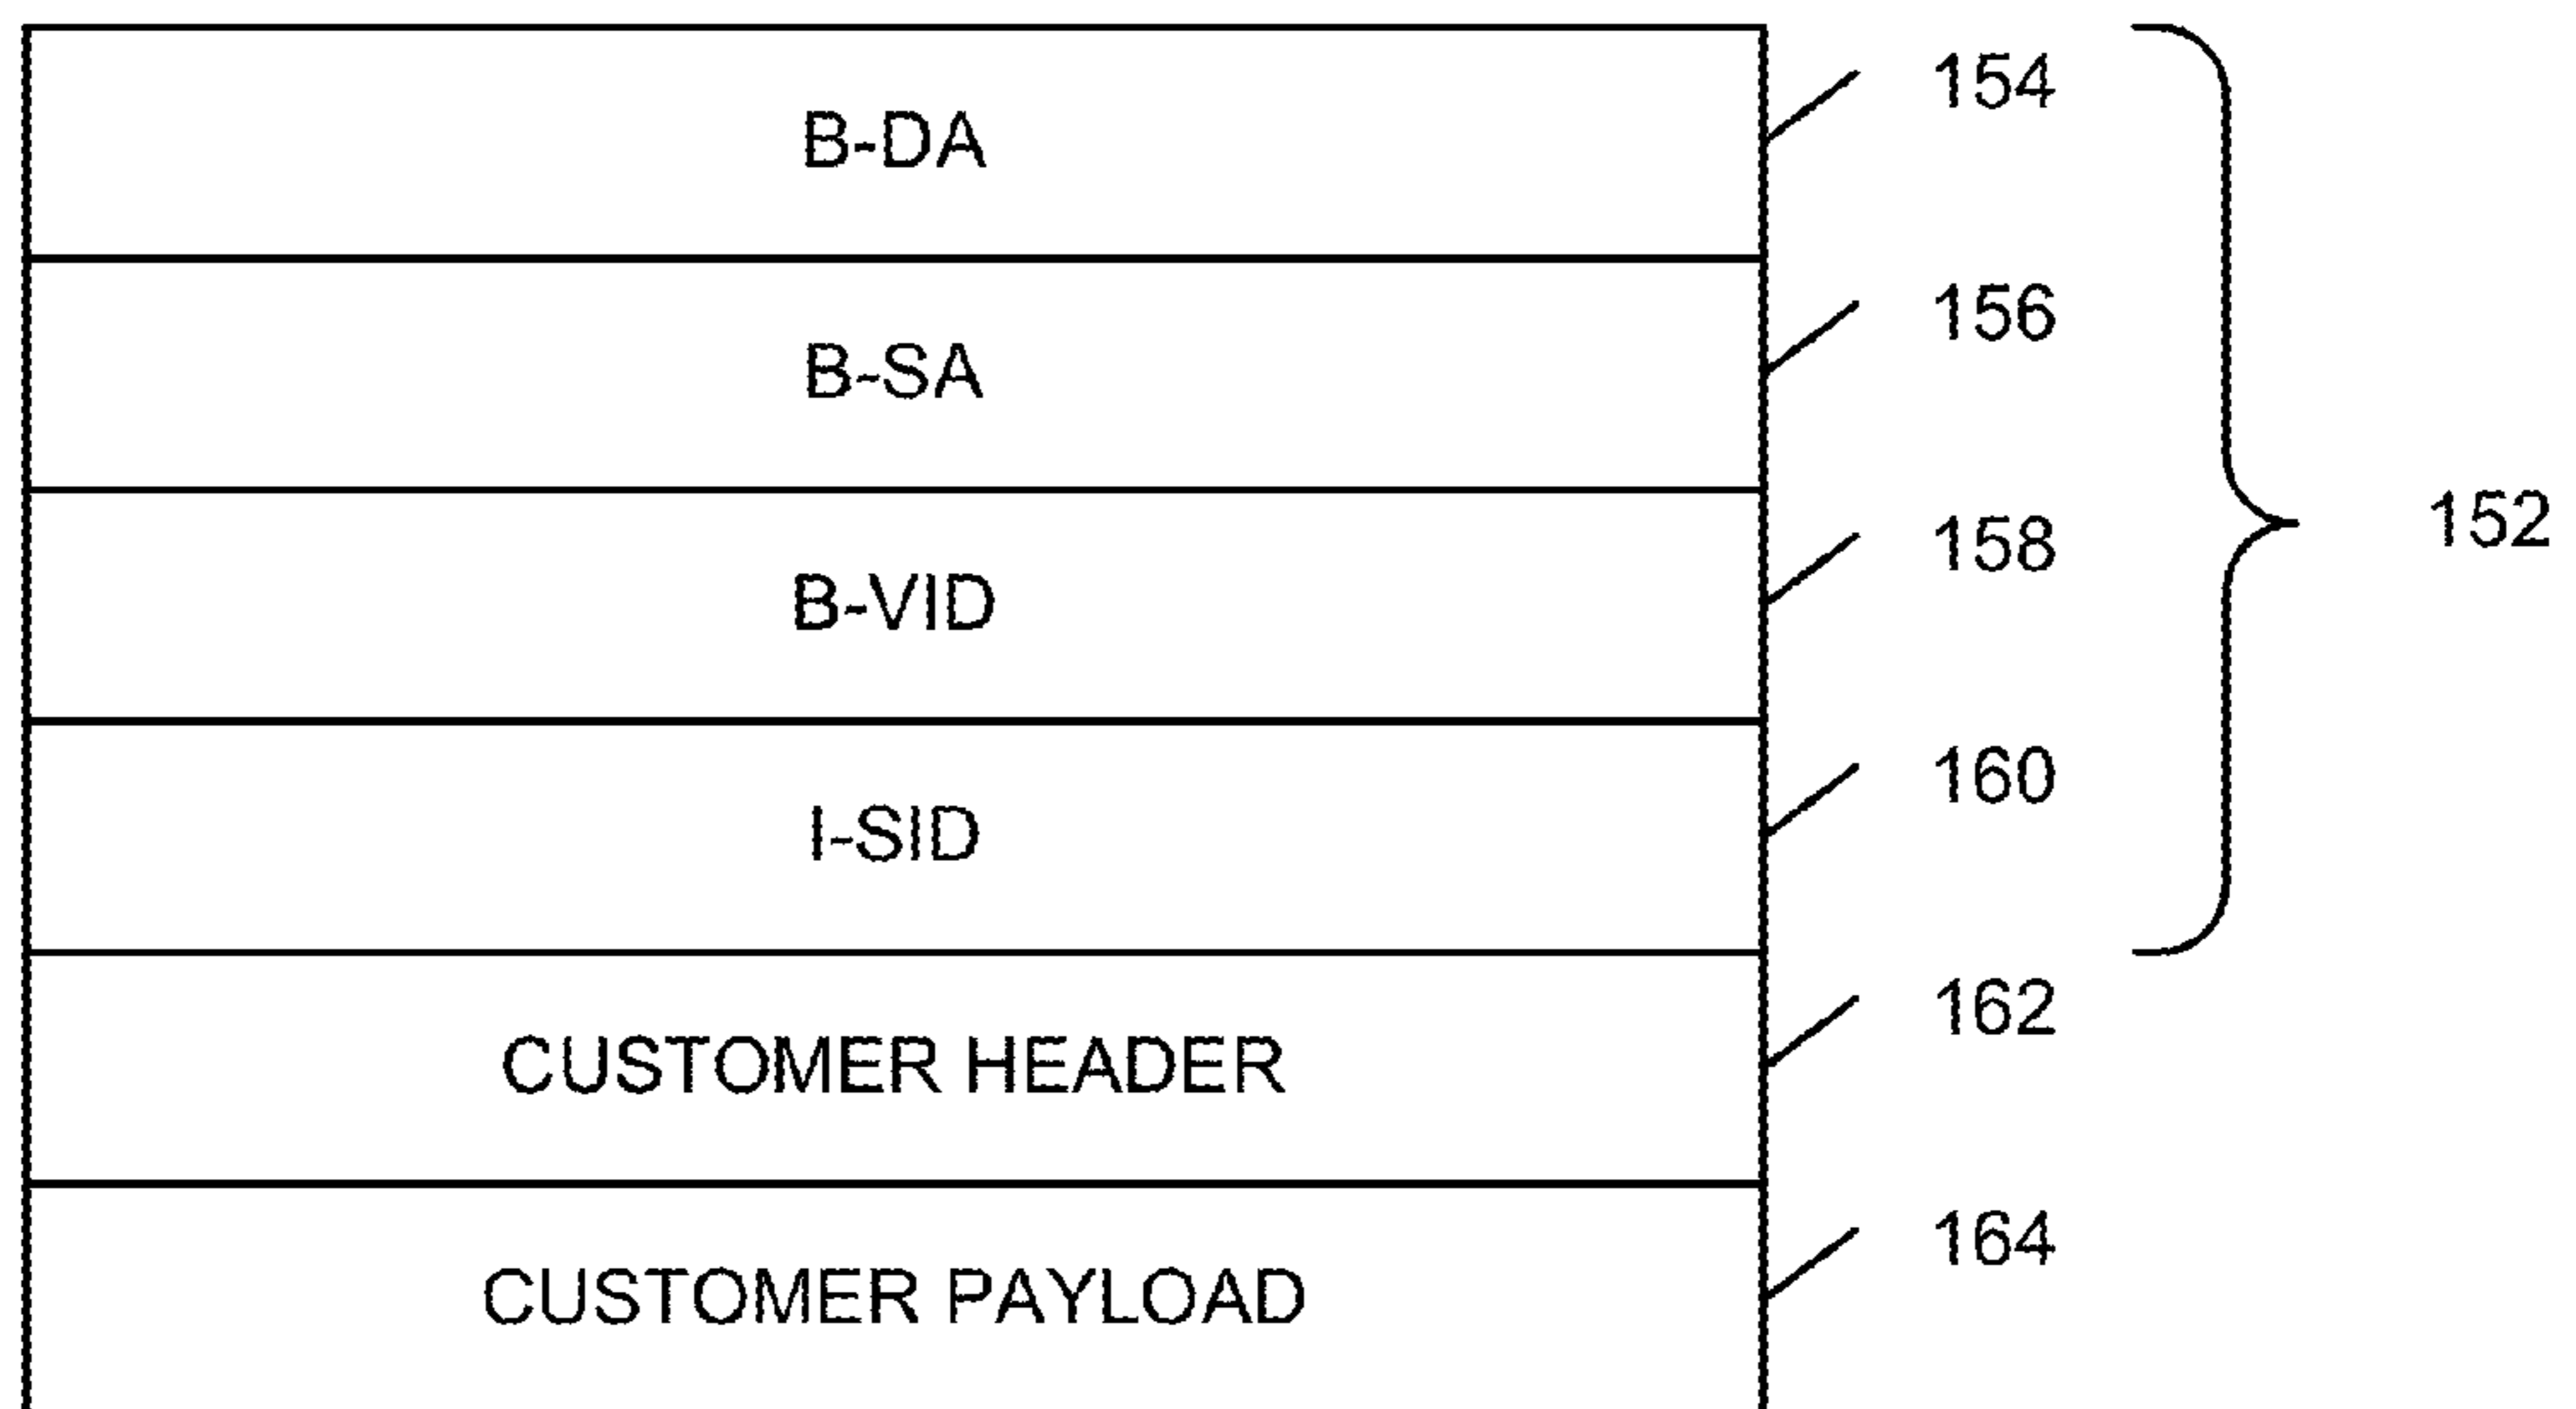 B-DA 154
B-SA 156
152
B-VID 158
I-SID 160
CUSTOMER HEADER 162
CUSTOMER PAYLOAD 164